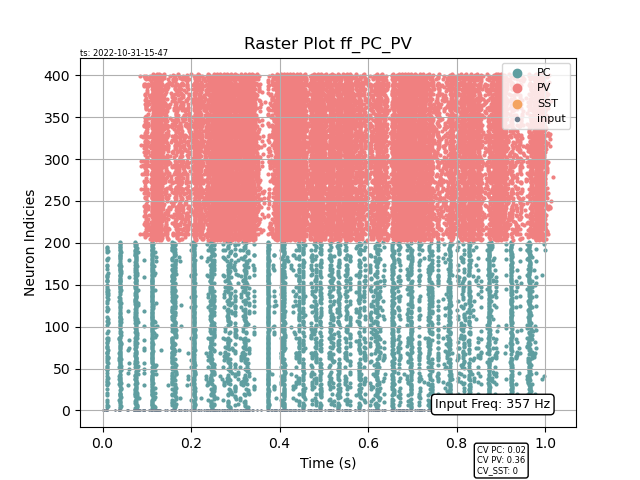 ts: 2022-10-31-15-47
Raster Plot ff_PC_PV
Neuron Indicies
400
350
300
250
200
150
100
50
0
PC
PV
SST
input
Input Freq: 357 Hz
0.0 0.2 0.4 0.6 0.8 1.0
Time (s)
CV PC: 0.02
CV PV: 0.36
CV_SST: 0